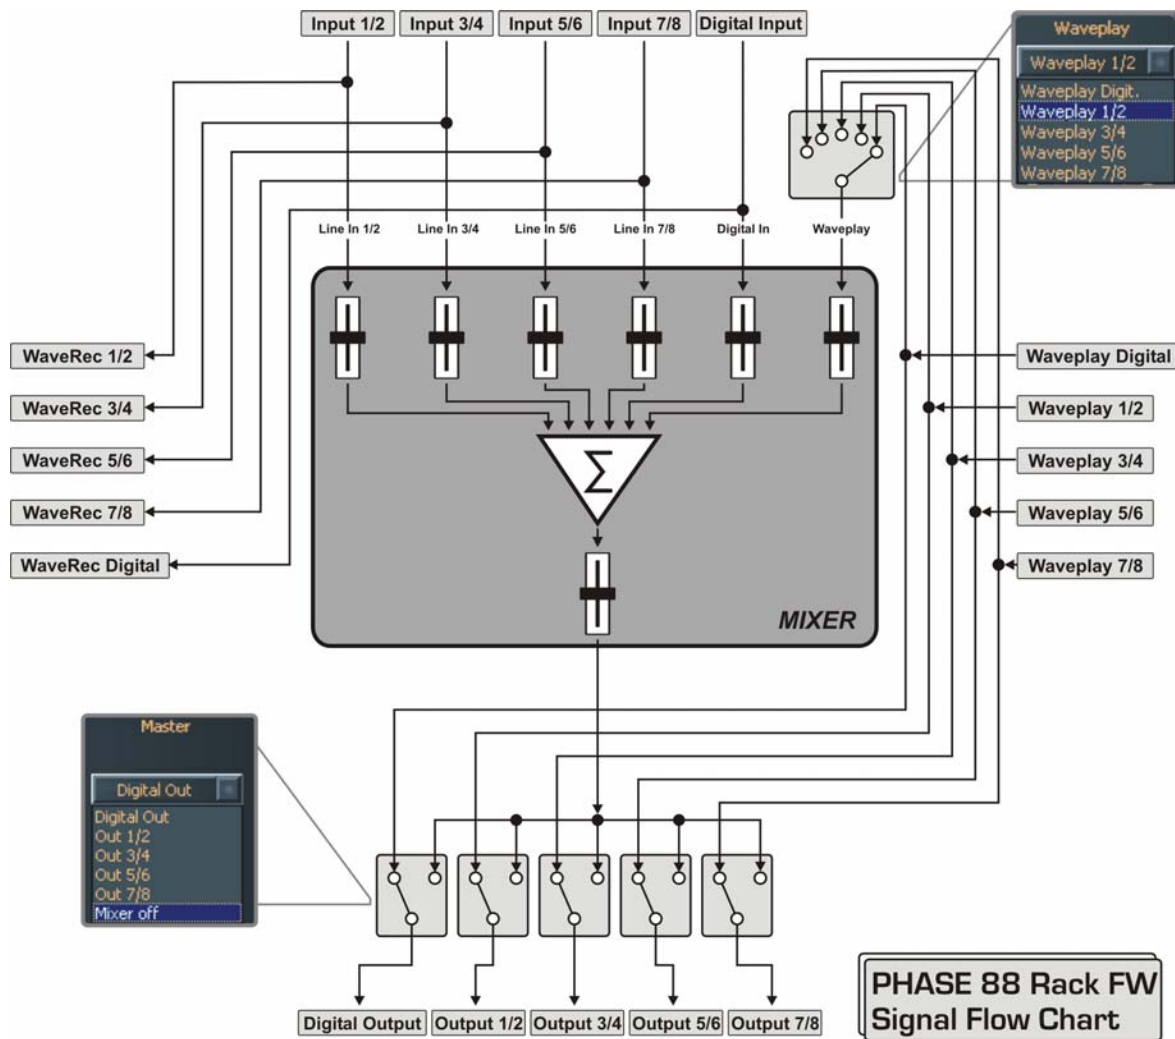 Input 1/2
Input 3/4
Input 5/6
Input 7/8
Digital Input
Waveplay
Waveplay 1/2
Waveplay Digit.
Waveplay 1/2
Waveplay 3/4
Waveplay 5/6
Waveplay 7/8
Line In 1/2
Line In 3/4
Line In 5/6
Line In 7/8
Digital In
Waveplay
WaveRec 1/2
WaveRec 3/4
WaveRec 5/6
WaveRec 7/8
WaveRec Digital
Σ
MIXER
Waveplay Digital
Waveplay 1/2
Waveplay 3/4
Waveplay 5/6
Waveplay 7/8
Master
Digital Out
Digital Out
Out 1/2
Out 3/4
Out 5/6
Out 7/8
Mixer off
Digital Output
Output 1/2
Output 3/4
Output 5/6
Output 7/8
PHASE 88 Rack FW
Signal Flow Chart